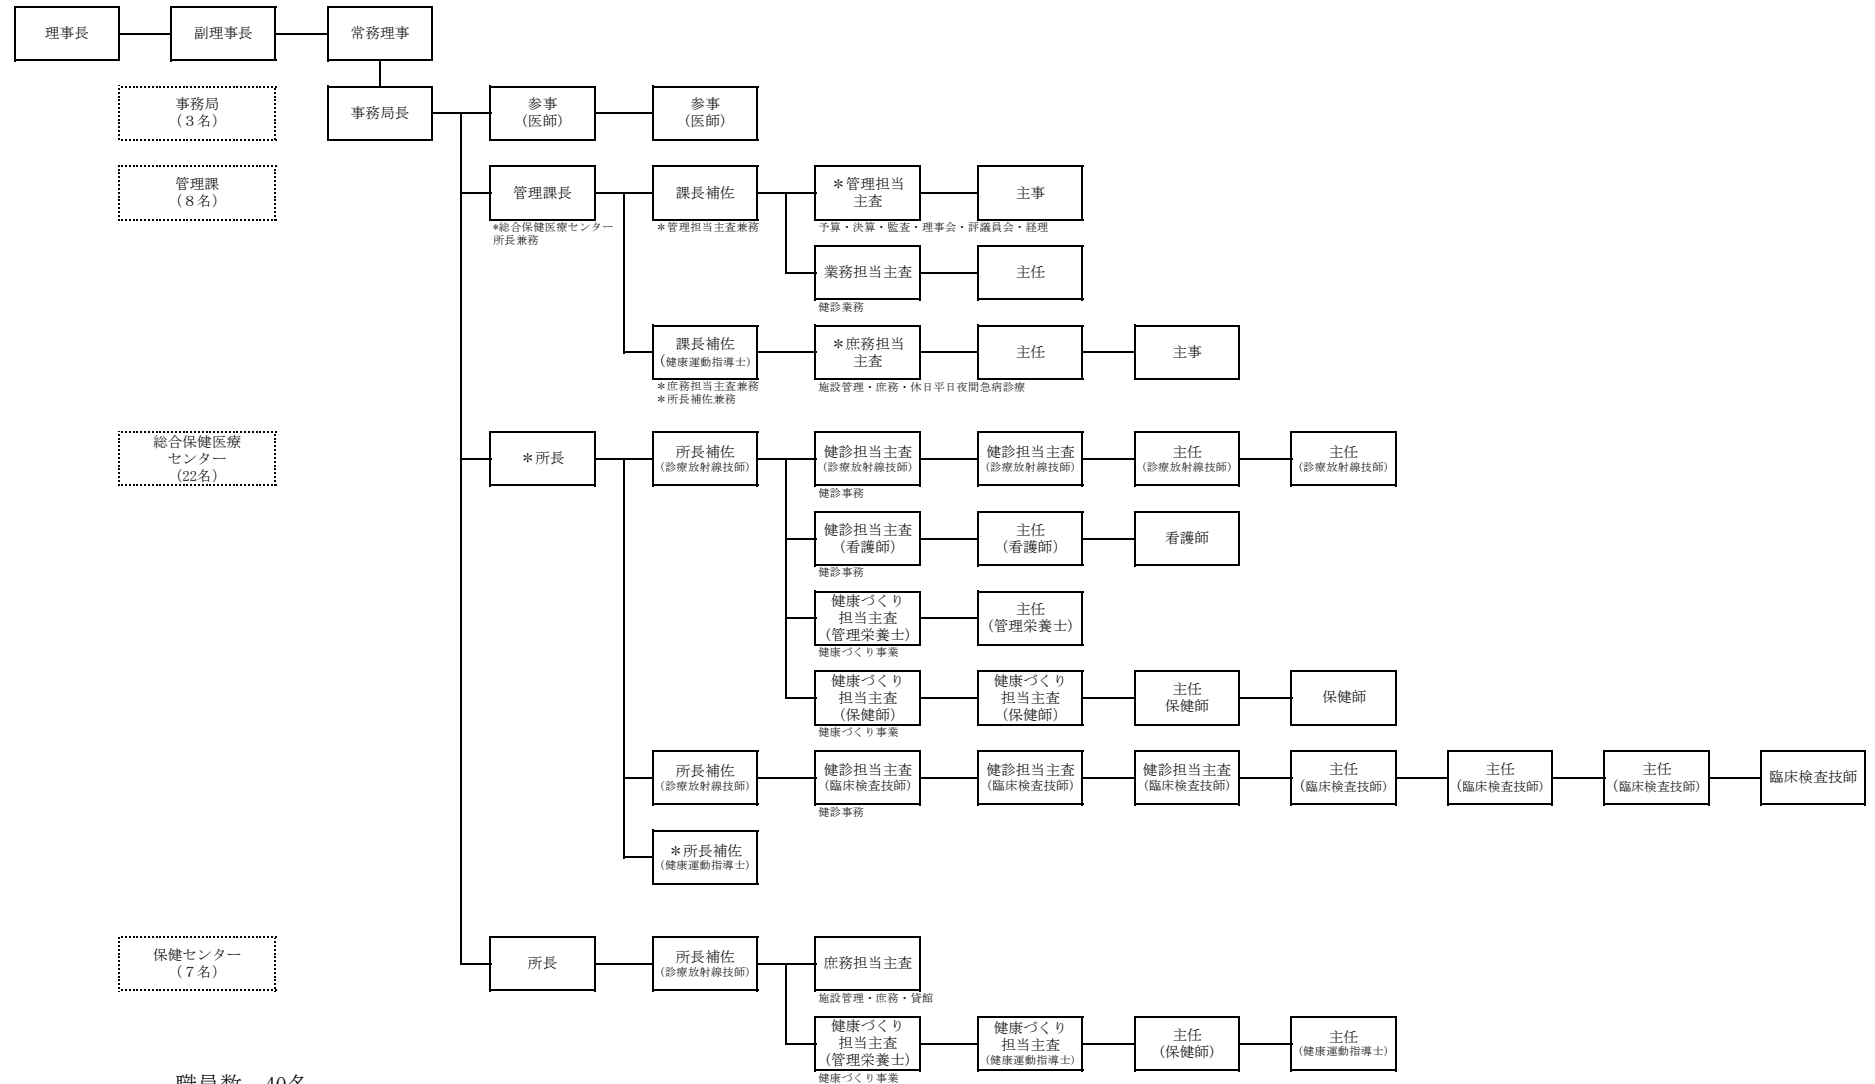 理事長
副理事長
常務理事
事務局
（３名）
事務局長
参事
（医師）
参事
（医師）
管理課
（８名）
管理課長
*総合保健医療センター
所長兼務
課長補佐
＊管理担当主査兼務
＊管理担当
主査
予算・決算・監査・理事会・評議員会・経理
主事
業務担当主査
健診業務
主任
課長補佐
(健康運動指導士)
＊庶務担当主査兼務
＊所長補佐兼務
＊庶務担当
主査
施設管理・庶務・休日平日夜間急病診療
主任
主事
総合保健医療
センター
（22名）
＊所長
所長補佐
(診療放射線技師)
健診担当主査
(診療放射線技師)
健診事務
健診担当主査
(診療放射線技師)
主任
(診療放射線技師)
主任
(診療放射線技師)
健診担当主査
（看護師）
健診事務
主任
（看護師）
看護師
健康づくり
担当主査
（管理栄養士）
健康づくり事業
主任
（管理栄養士）
健康づくり
担当主査
（保健師）
健康づくり事業
健康づくり
担当主査
（保健師）
主任
保健師
保健師
所長補佐
(診療放射線技師)
健診担当主査
(臨床検査技師)
健診事務
健診担当主査
(臨床検査技師)
健診担当主査
(臨床検査技師)
主任
(臨床検査技師)
主任
(臨床検査技師)
主任
(臨床検査技師)
臨床検査技師
＊所長補佐
(健康運動指導士)
保健センター
（７名）
所長
所長補佐
(診療放射線技師)
庶務担当主査
施設管理・庶務・貸館
健康づくり
担当主査
（管理栄養士）
健康づくり事業
健康づくり
担当主査
(健康運動指導士)
主任
（保健師）
主任
(健康運動指導士)
職員数　40名